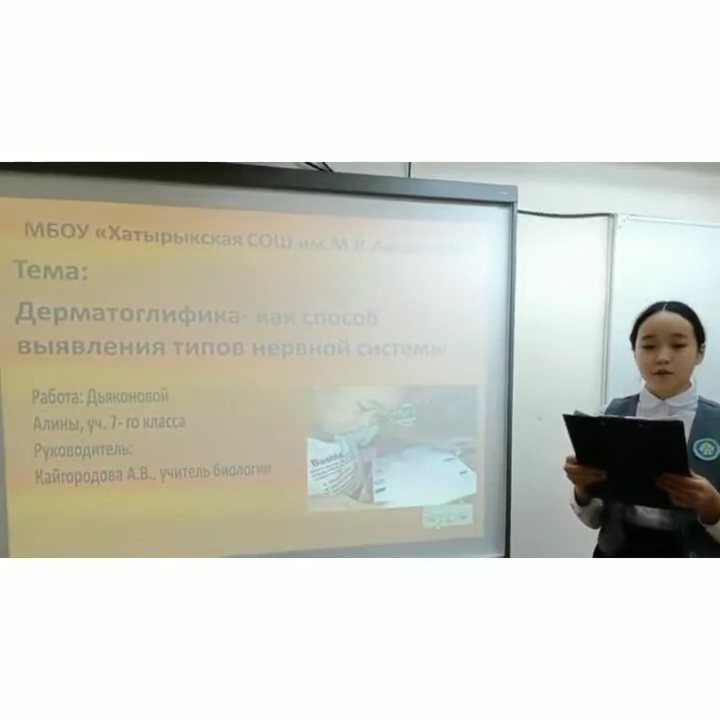 МБОУ «Хатырыкская СОШ им. М.К.
Тема:
Дерматоглифика- как способ
выявления типов нервной системы
Работа: Дьяконовой
Алины, уч. 7- го класса
Руководитель:
Кайгородова А.В., учитель биологии